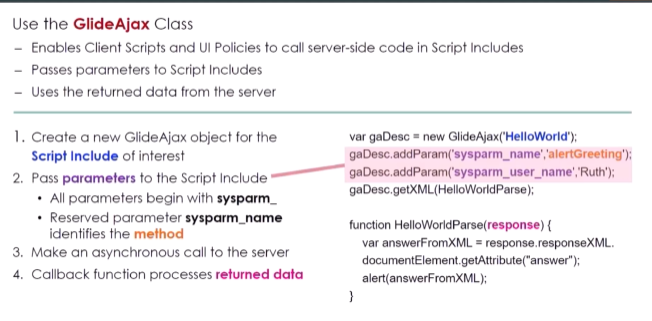 Use the GlideAjax Class
– Enables Client Scripts and UI Policies to call server-side code in Script Includes
– Passes parameters to Script Includes
– Uses the returned data from the server
1. Create a new GlideAjax object for the
Script Include of interest
2. Pass parameters to the Script Include
• All parameters begin with sysparm_
• Reserved parameter sysparm_name
identifies the method
3. Make an asynchronous call to the server
4. Callback function processes returned data
var gaDesc = new GlideAjax('HelloWorld');
gaDesc.addParam('sysparm_name','alertGreeting');
gaDesc.addParam('sysparm_user_name','Ruth');
gaDesc.getXML(HelloWorldParse);
function HelloWorldParse(response) {
var answerFromXML = response.responseXML.
documentElement.getAttribute("answer");
alert(answerFromXML);
}